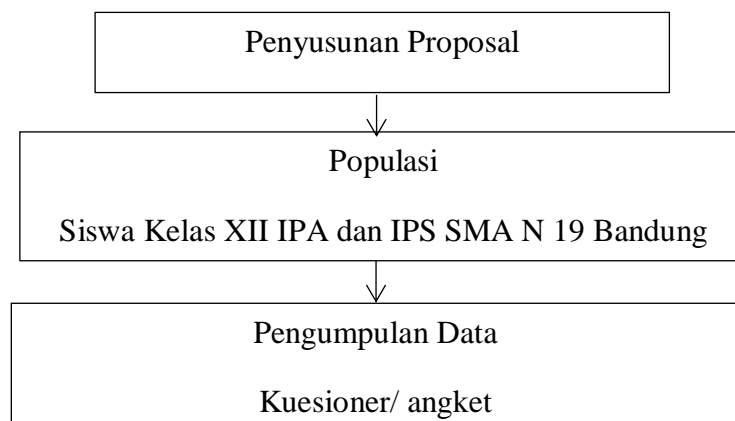 Penyusunan Proposal
Populasi
Siswa Kelas XII IPA dan IPS SMA N 19 Bandung
Pengumpulan Data
Kuesioner/ angket